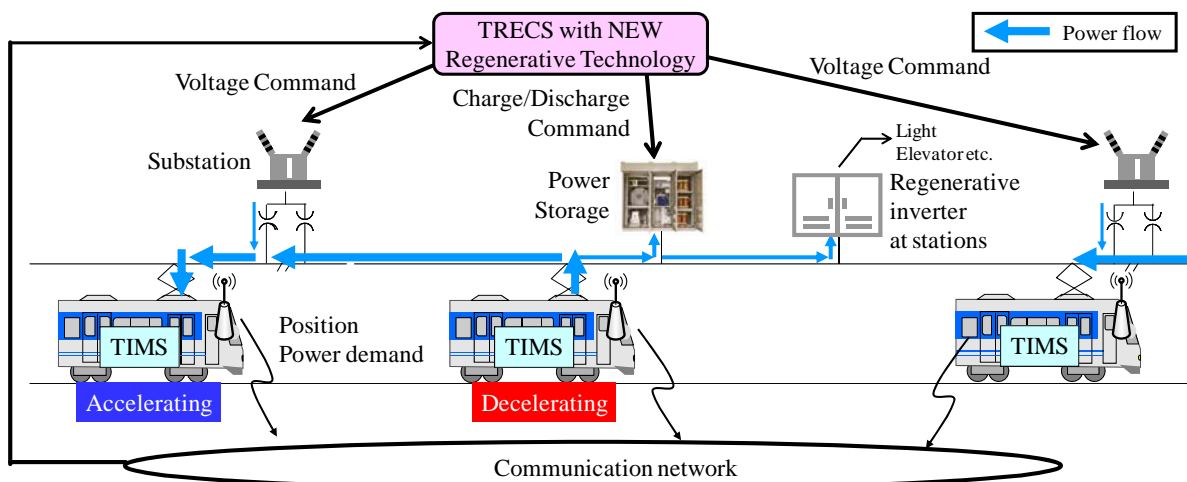 TRECS with NEW
Regenerative Technology
Power flow
Voltage Command
Charge/Discharge
Command
Voltage Command
Substation
Power
Storage
Light
Elevator etc.
Regenerative
inverter
at stations
TIMS
Position
Power demand
TIMS
TIMS
Accelerating
Decelerating
Communication network